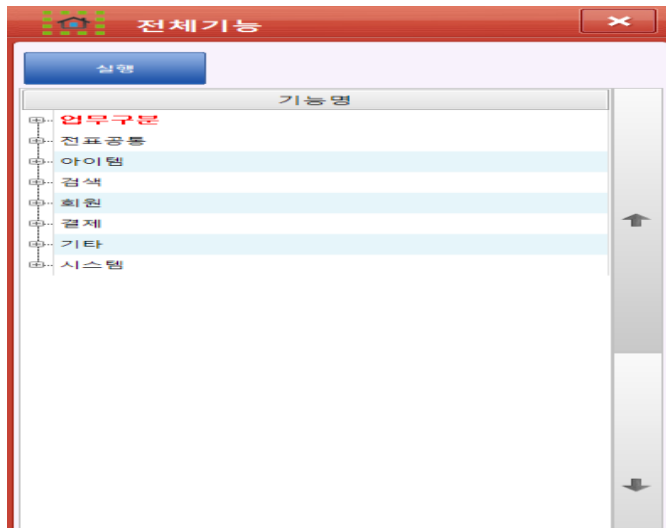 전체기능
실행
기능명
업무구분
전표공통
아이템
검색
회원
결제
기타
시스템